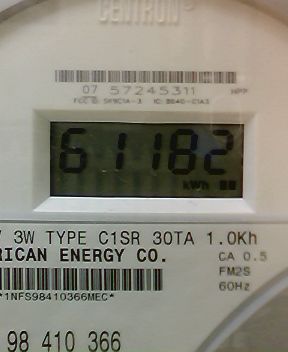 CENTRON
07 57245311
FCC ID: SK9C1A-3 IC: 864G-C1A3
61182
kWh
V 3W TYPE C1SR 30TA 1.0Kh
RICAN ENERGY CO.
CA 0.5
FM2S
60Hz
*1NFS98410366MEC*
98 410 366